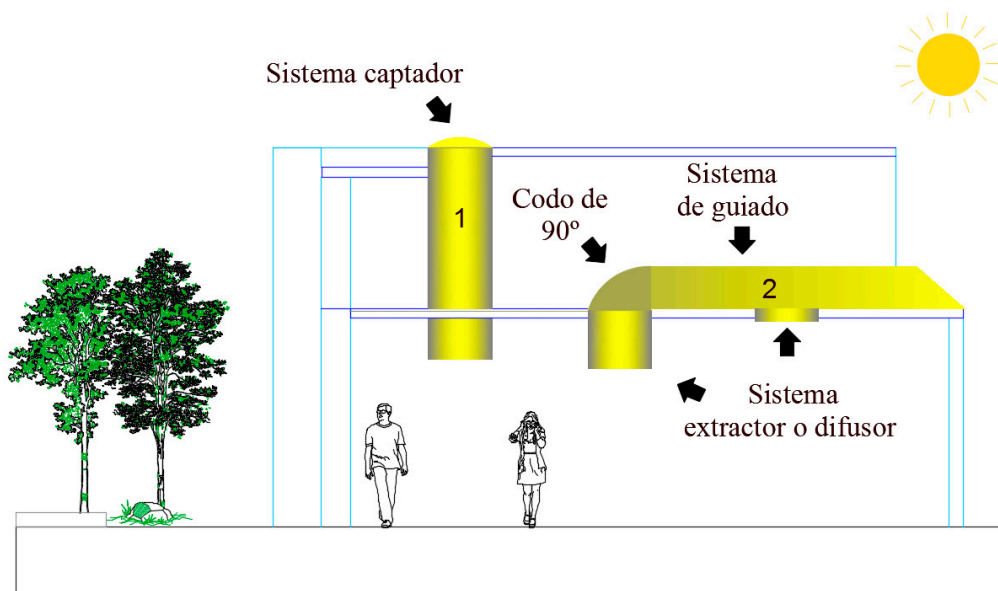 Sistema captador
1
Codo de
90º
Sistema
de guiado
2
Sistema
extractor o difusor